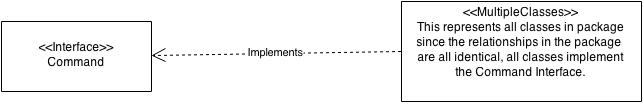 <<Interface>>
Command
Implements
<<MultipleClasses>>
This represents all classes in package
since the relationships in the package
are all identical, all classes implement
the Command Interface.